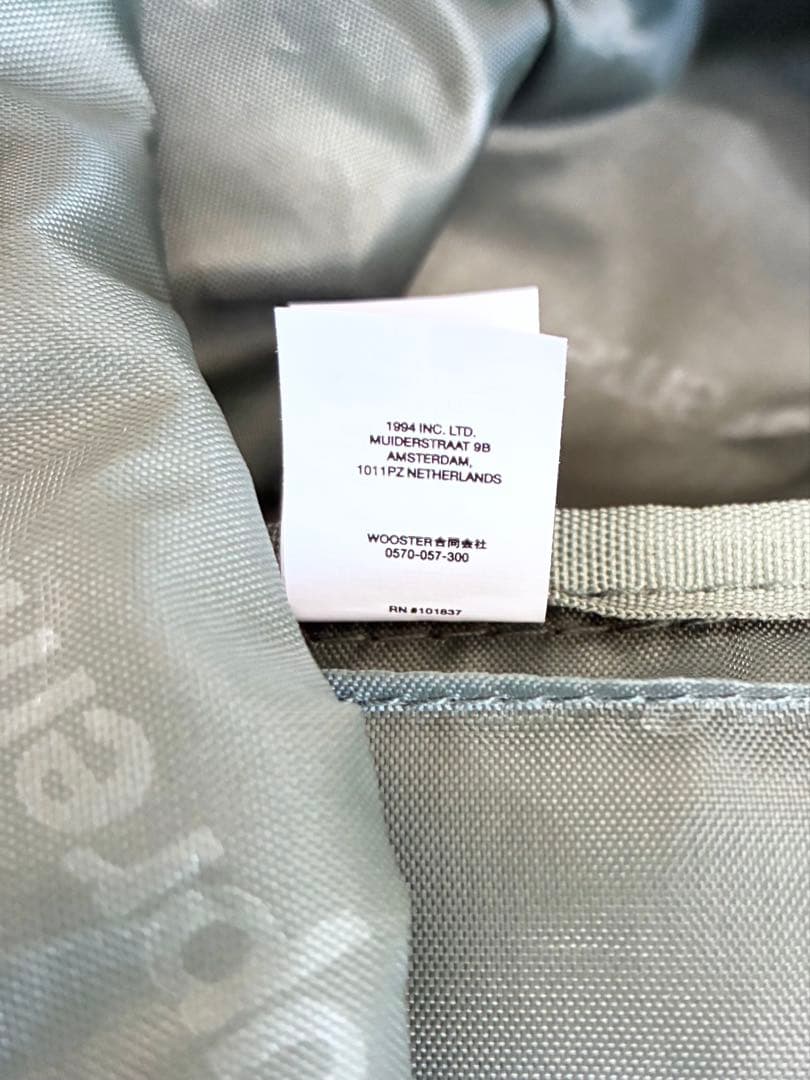 1994 INC. LTD.
MUIDERSTRAAT 9B
AMSTERDAM,
1011PZ NETHERLANDS
WOOSTER合同会社
0570-057-300
RN #101837